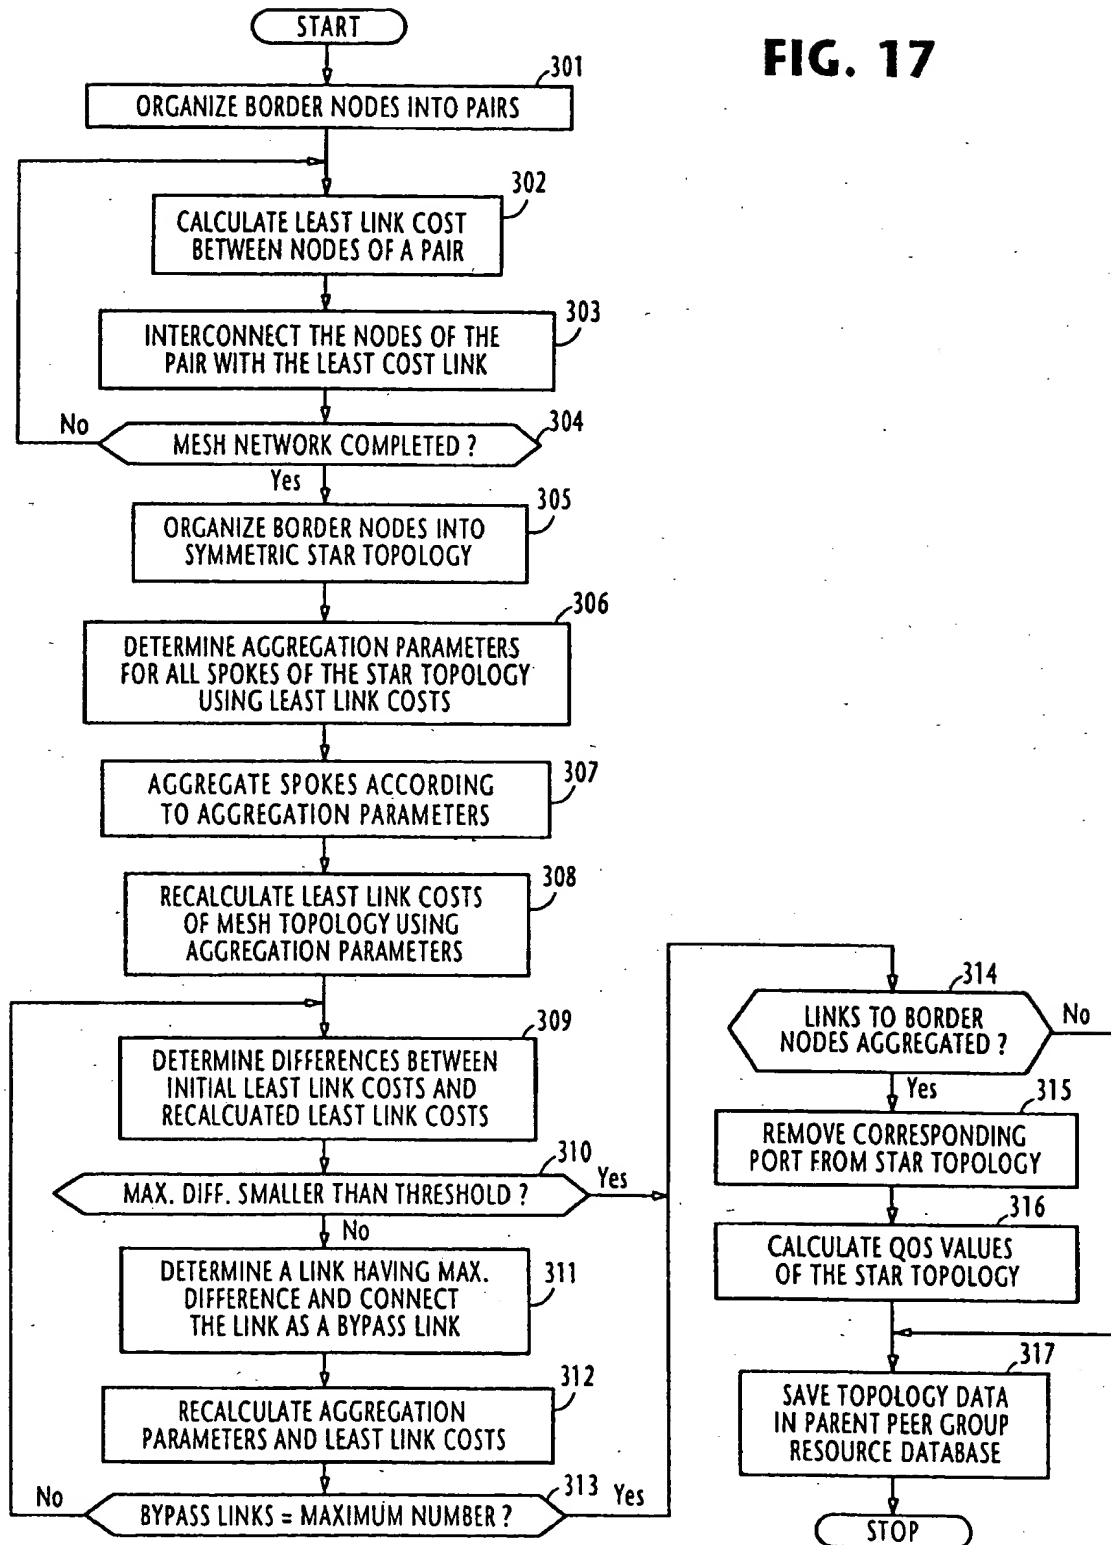 START
FIG. 17
301
ORGANIZE BORDER NODES INTO PAIRS
302
CALCULATE LEAST LINK COST
BETWEEN NODES OF A PAIR
303
INTERCONNECT THE NODES OF THE
PAIR WITH THE LEAST COST LINK
No
304
MESH NETWORK COMPLETED ?
Yes
305
ORGANIZE BORDER NODES INTO
SYMMETRIC STAR TOPOLOGY
306
DETERMINE AGGREGATION PARAMETERS
FOR ALL SPOKES OF THE STAR TOPOLOGY
USING LEAST LINK COSTS
307
AGGREGATE SPOKES ACCORDING
TO AGGREGATION PARAMETERS
308
RECALCULATE LEAST LINK COSTS
OF MESH TOPOLOGY USING
AGGREGATION PARAMETERS
309
DETERMINE DIFFERENCES BETWEEN
INITIAL LEAST LINK COSTS AND
RECALCUATED LEAST LINK COSTS
310
MAX. DIFF. SMALLER THAN THRESHOLD ?
Yes
No
311
DETERMINE A LINK HAVING MAX.
DIFFERENCE AND CONNECT
THE LINK AS A BYPASS LINK
312
RECALCULATE AGGREGATION
PARAMETERS AND LEAST LINK COSTS
No
313
BYPASS LINKS = MAXIMUM NUMBER ?
Yes
314
LINKS TO BORDER
NODES AGGREGATED ?
No
Yes
315
REMOVE CORRESPONDING
PORT FROM STAR TOPOLOGY
316
CALCULATE QOS VALUES
OF THE STAR TOPOLOGY
317
SAVE TOPOLOGY DATA
IN PARENT PEER GROUP
RESOURCE DATABASE
STOP